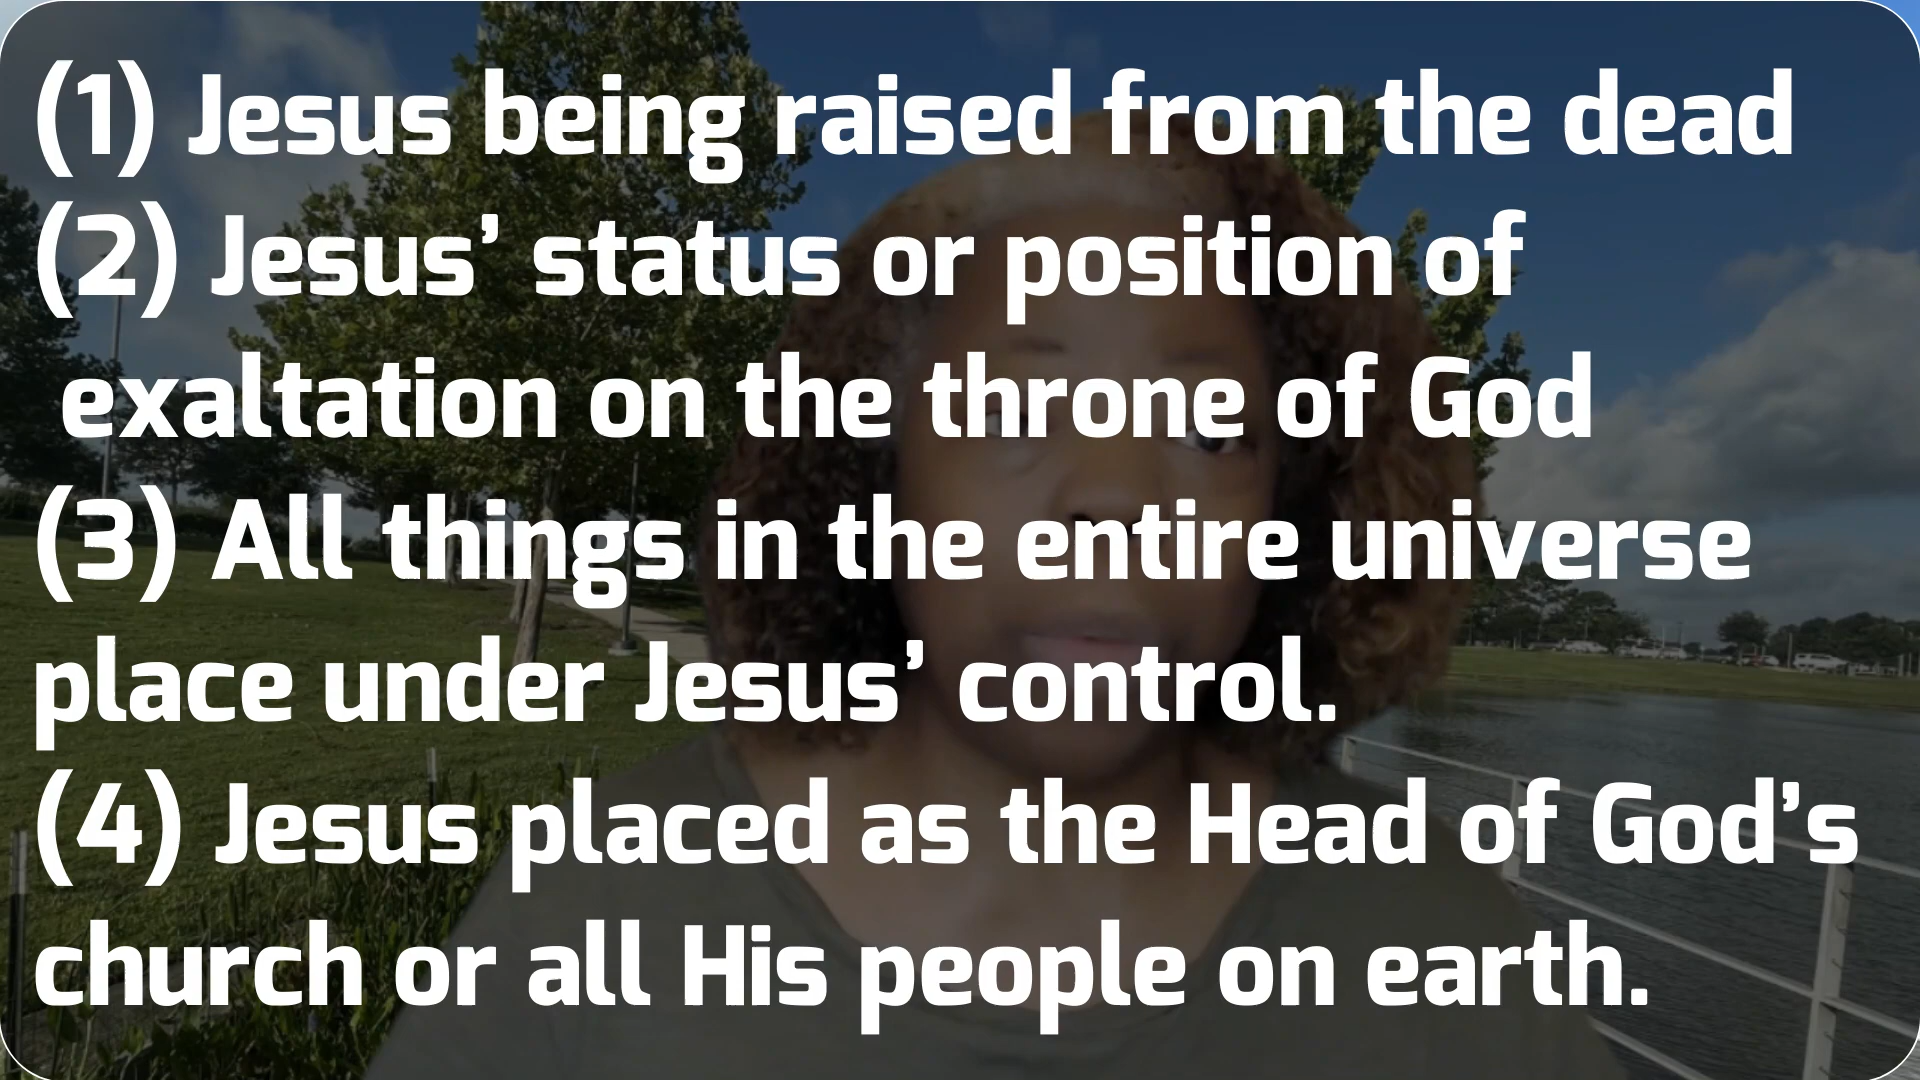 (1) Jesus being raised from the dead
(2) Jesus’ status or position of
exaltation on the throne of God
(3) All things in the entire universe
place under Jesus’ control.
(4) Jesus placed as the Head of God’s
church or all His people on earth.